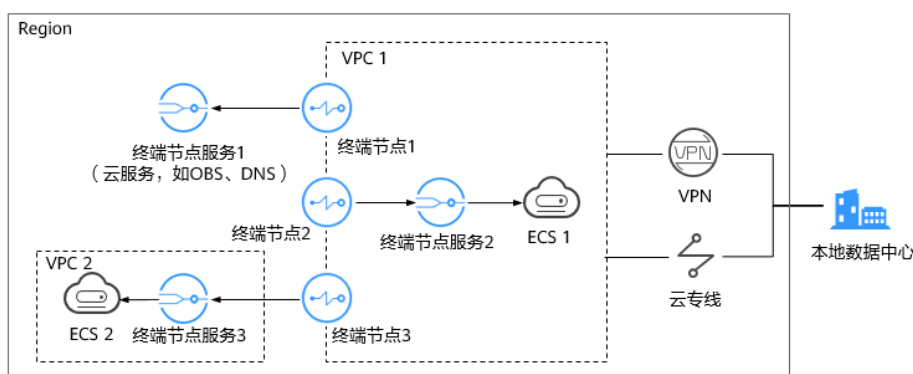 Region
VPC 1
终端节点服务1
（云服务，如OBS、DNS）
终端节点1
VPN
VPN
终端节点2
终端节点服务2
ECS 1
本地数据中心
VPC 2
云专线
ECS 2
终端节点服务3
终端节点3